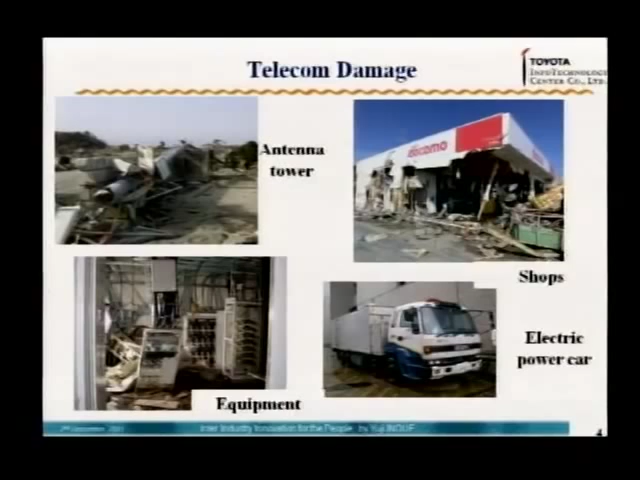 Telecom Damage
TOYOTA
INFOTECHNOLOGY
CENTER CO., LTD.
Antenna
tower
docomo
Shops
Electric
power car
Equipment
Inter Industry Innovation for the People by Yuji INOUE
4